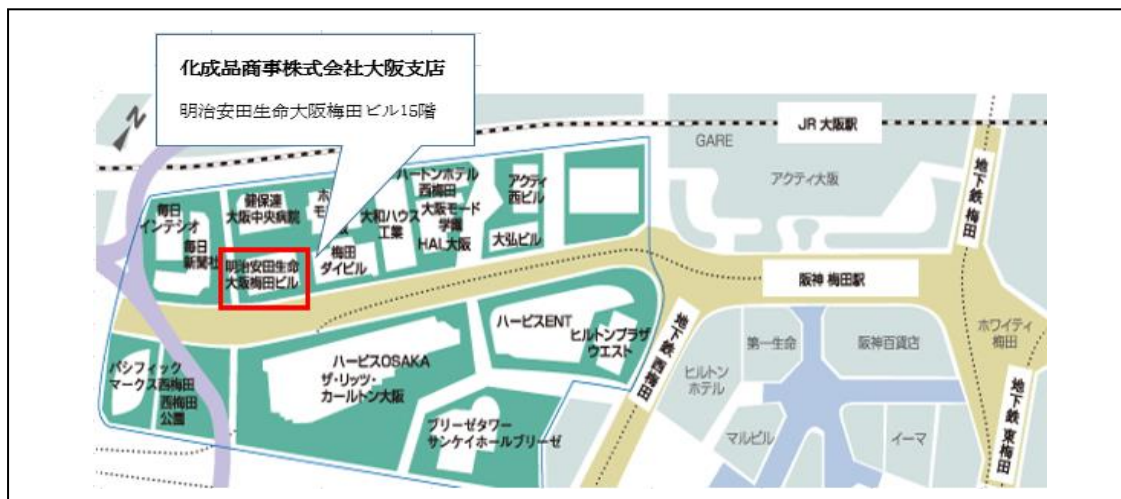 化成品商事株式会社大阪支店
明治安田生命大阪梅田ビル15階
N
JR 大阪駅
GARE
アクティ大阪
地下鉄 梅田
ハートンホテル
西梅田
アクティ
西ビル
健保連
大阪中央病院
毎日
インテシオ
大和ハウス
工業
大阪モード
学園
HAL大阪
大弘ビル
毎日
新聞社
明治安田生命
大阪梅田ビル
梅田
ダイビル
阪神 梅田駅
ハービスENT
ヒルトンプラザ
ウエスト
地下鉄 西梅田
第一生命
阪神百貨店
ホワイティ
梅田
ヒルトン
ホテル
パシフィック
マークス西梅田
西梅田
公園
ハービスOSAKA
ザ・リッツ・
カールトン大阪
地下鉄 東梅田
ブリーゼタワー
サンケイホールブリーゼ
マルビル
イーマ